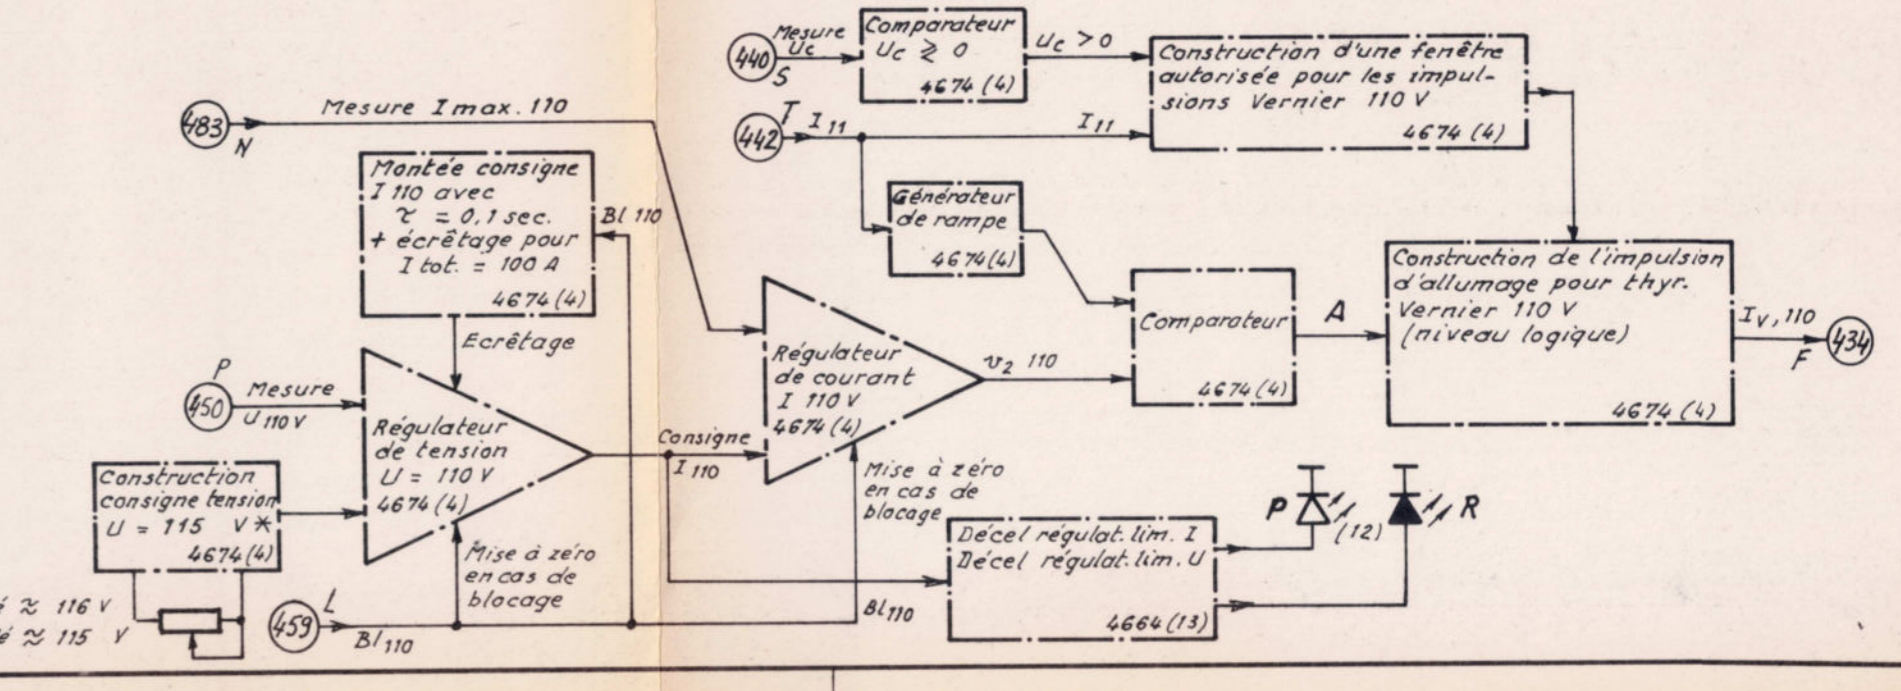 440
Mesure
Uc
S
Comparateur
Uc ≥ 0
4674 (4)
Uc > 0
Construction d'une fenêtre
autorisée pour les impul-
sions Vernier 110 V
4674 (4)
483
N
Mesure I max. 110
442
T
I 11
I 11
Montée consigne
I 110 avec
τ = 0,1 sec.
+ écrêtage pour
I tot. = 100 A
4674 (4)
Bl 110
Générateur
de rampe
4674 (4)
Ecrêtage
Comparateur
4674 (4)
A
Construction de l'impulsion
d'allumage pour thyr.
Vernier 110 V
(niveau logique)
4674 (4)
Iv, 110
F
434
P
450
Mesure
U 110 V
Régulateur
de tension
U = 110 V
4674 (4)
Régulateur
de courant
I 110 V
4674 (4)
v2 110
Consigne
I 110
Construction
consigne tension
U = 115 V *
4674 (4)
Mise à zéro
en cas de
blocage
Mise à zéro
en cas de
blocage
Décel régulat. lim. I
Décel régulat. lim. U
4664 (13)
P
(12)
R
é ≈ 116 V
é ≈ 115 V
459
L
Bl 110
Bl 110